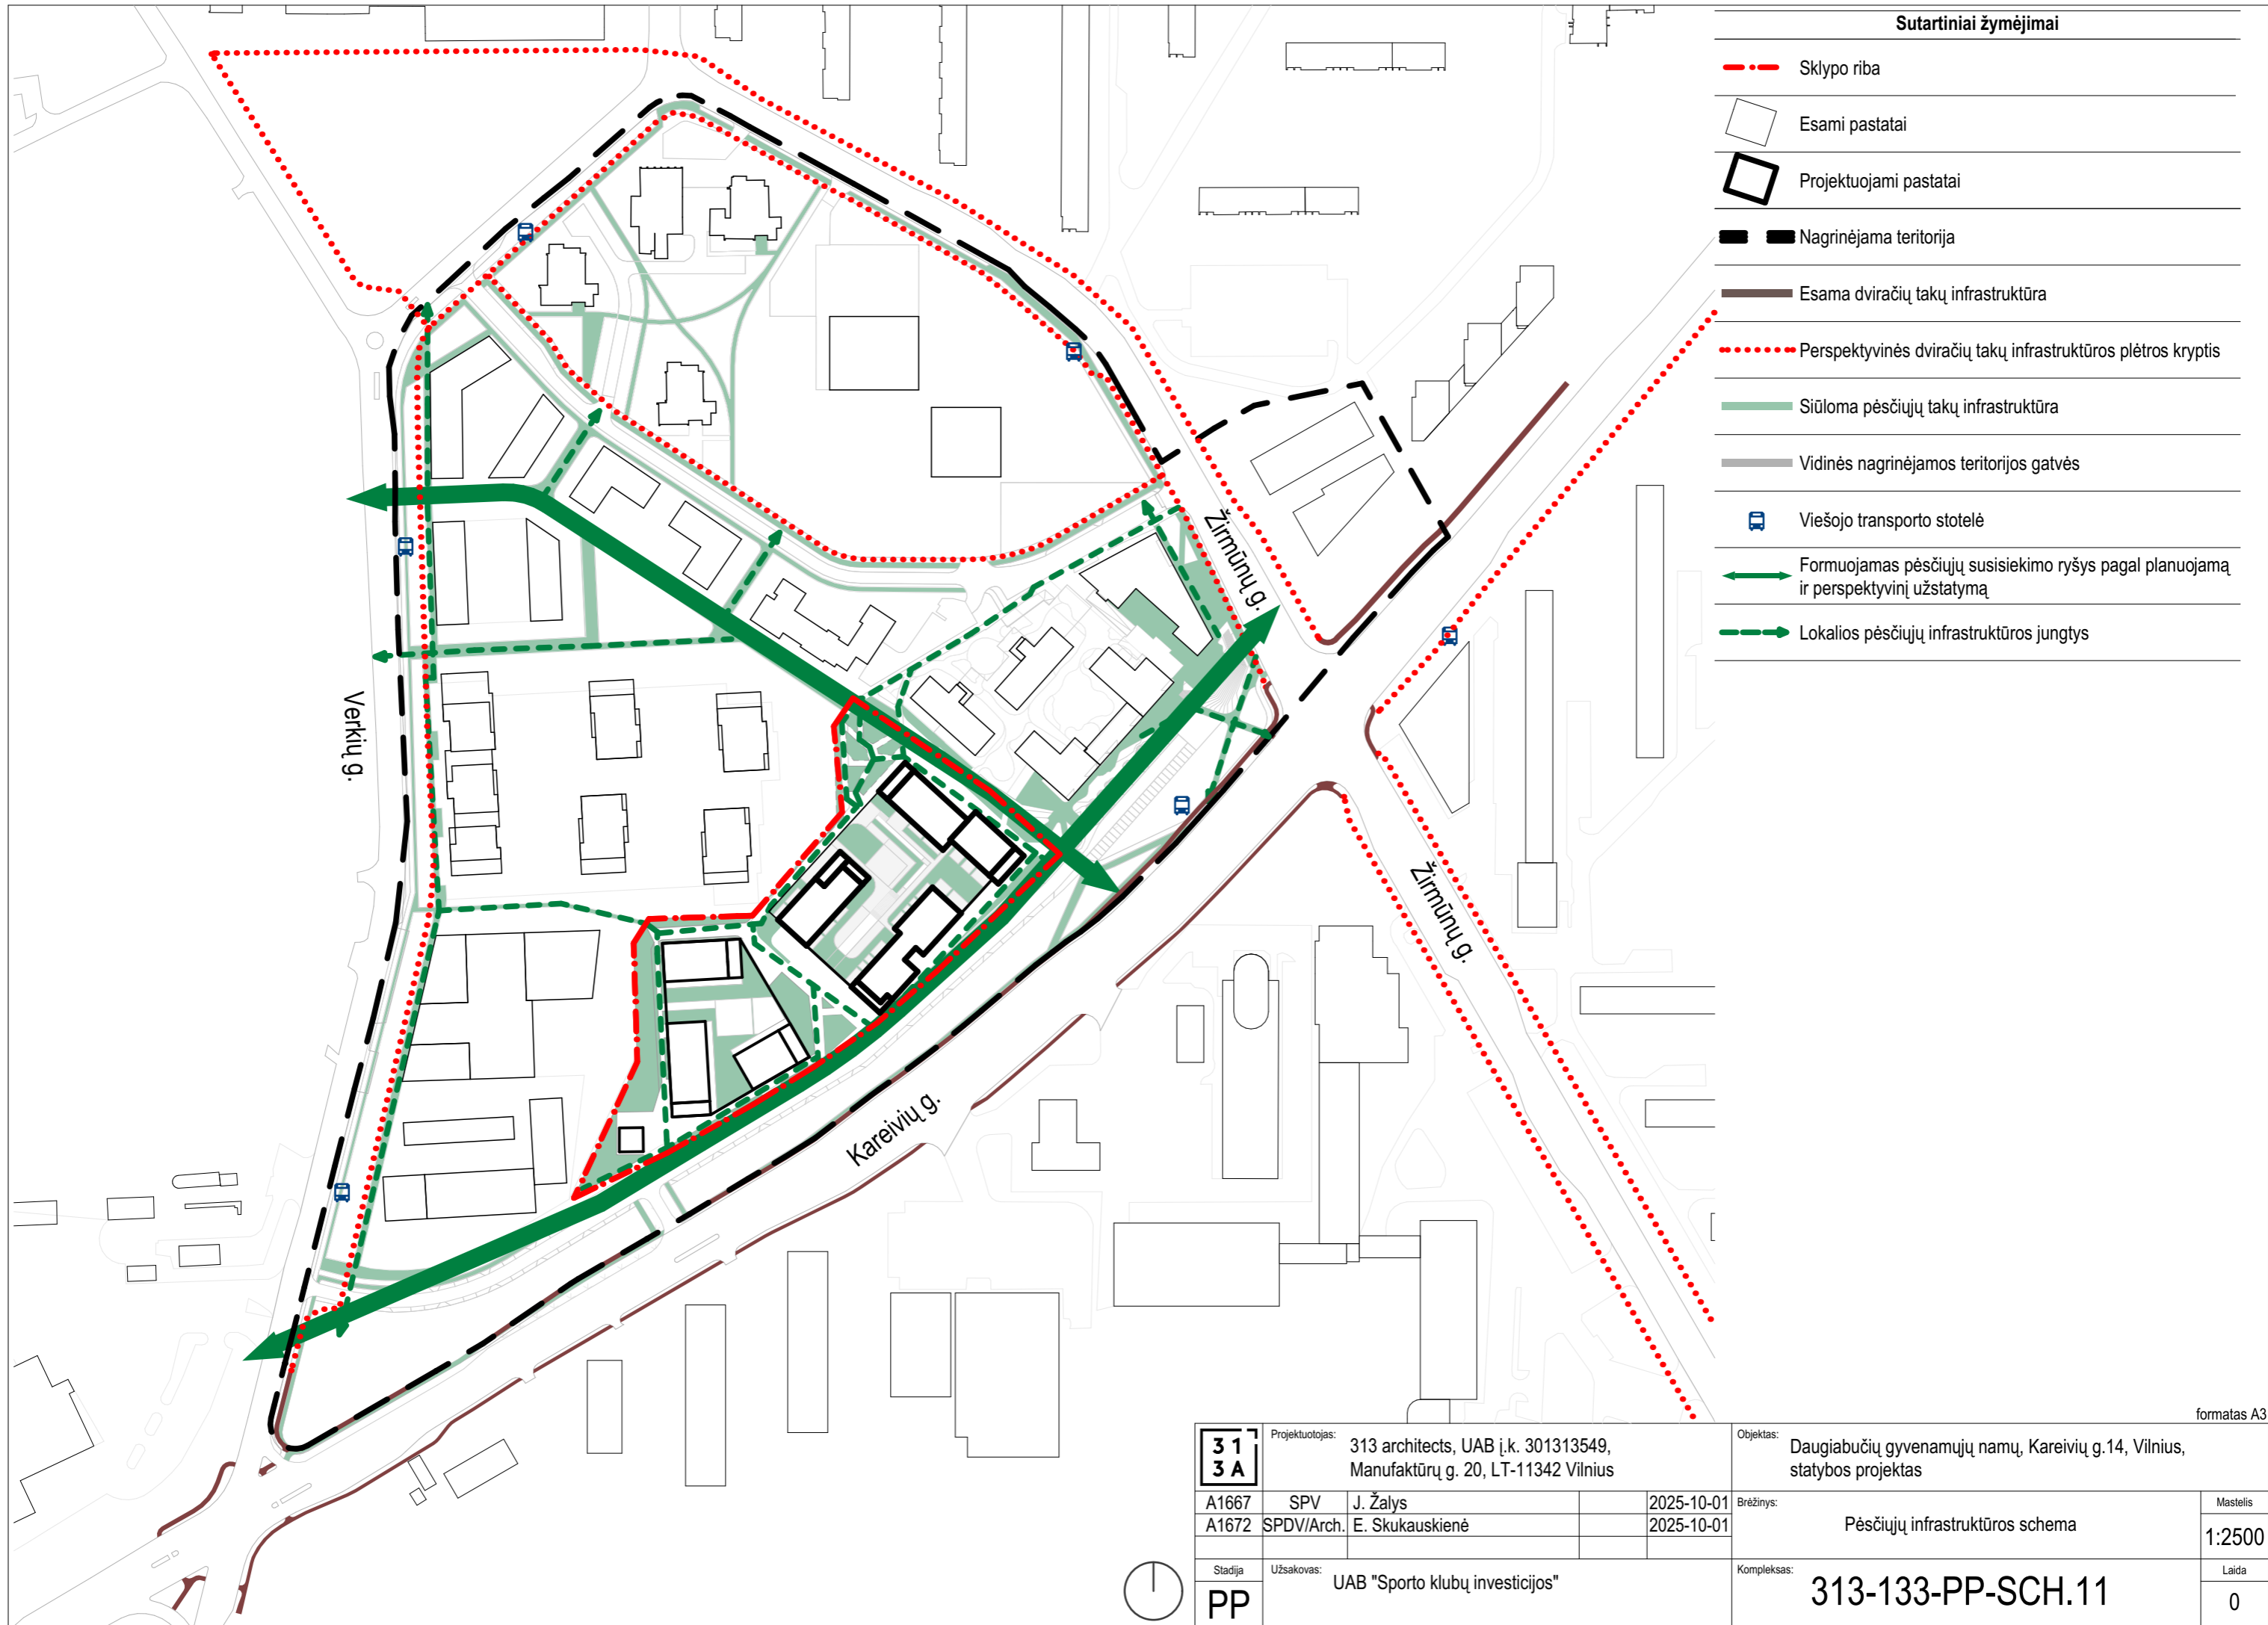 Sutartiniai žymėjimai
Sklypo riba
Esami pastatai
Projektuojami pastatai
Nagrinėjama teritorija
Esama dviračių takų infrastruktūra
Perspektyvinės dviračių takų infrastruktūros plėtros kryptis
Siūloma pėsčiųjų takų infrastruktūra
Vidinės nagrinėjamos teritorijos gatvės
Viešojo transporto stotelė
Formuojamas pėsčiųjų susisiekimo ryšys pagal planuojamą
ir perspektyvinį užstatymą
Lokalios pėsčiųjų infrastruktūros jungtys
Žirmūnų g.
Verkių g.
Žirmūnų g.
Kareivių g.
formatas A3
31
3A
Projektuotojas:
313 architects, UAB į.k. 301313549,
Manufaktūrų g. 20, LT-11342 Vilnius
Objektas:
Daugiabučių gyvenamųjų namų, Kareivių g.14, Vilnius,
statybos projektas
A1667 SPV J. Žalys 2025-10-01
A1672 SPDV/Arch. E. Skukauskienė 2025-10-01
Brėžinys:
Pėsčiųjų infrastruktūros schema
Mastelis
1:2500
Stadija
PP
Užsakovas:
UAB "Sporto klubų investicijos"
Kompleksas:
313-133-PP-SCH.11
Laida
0